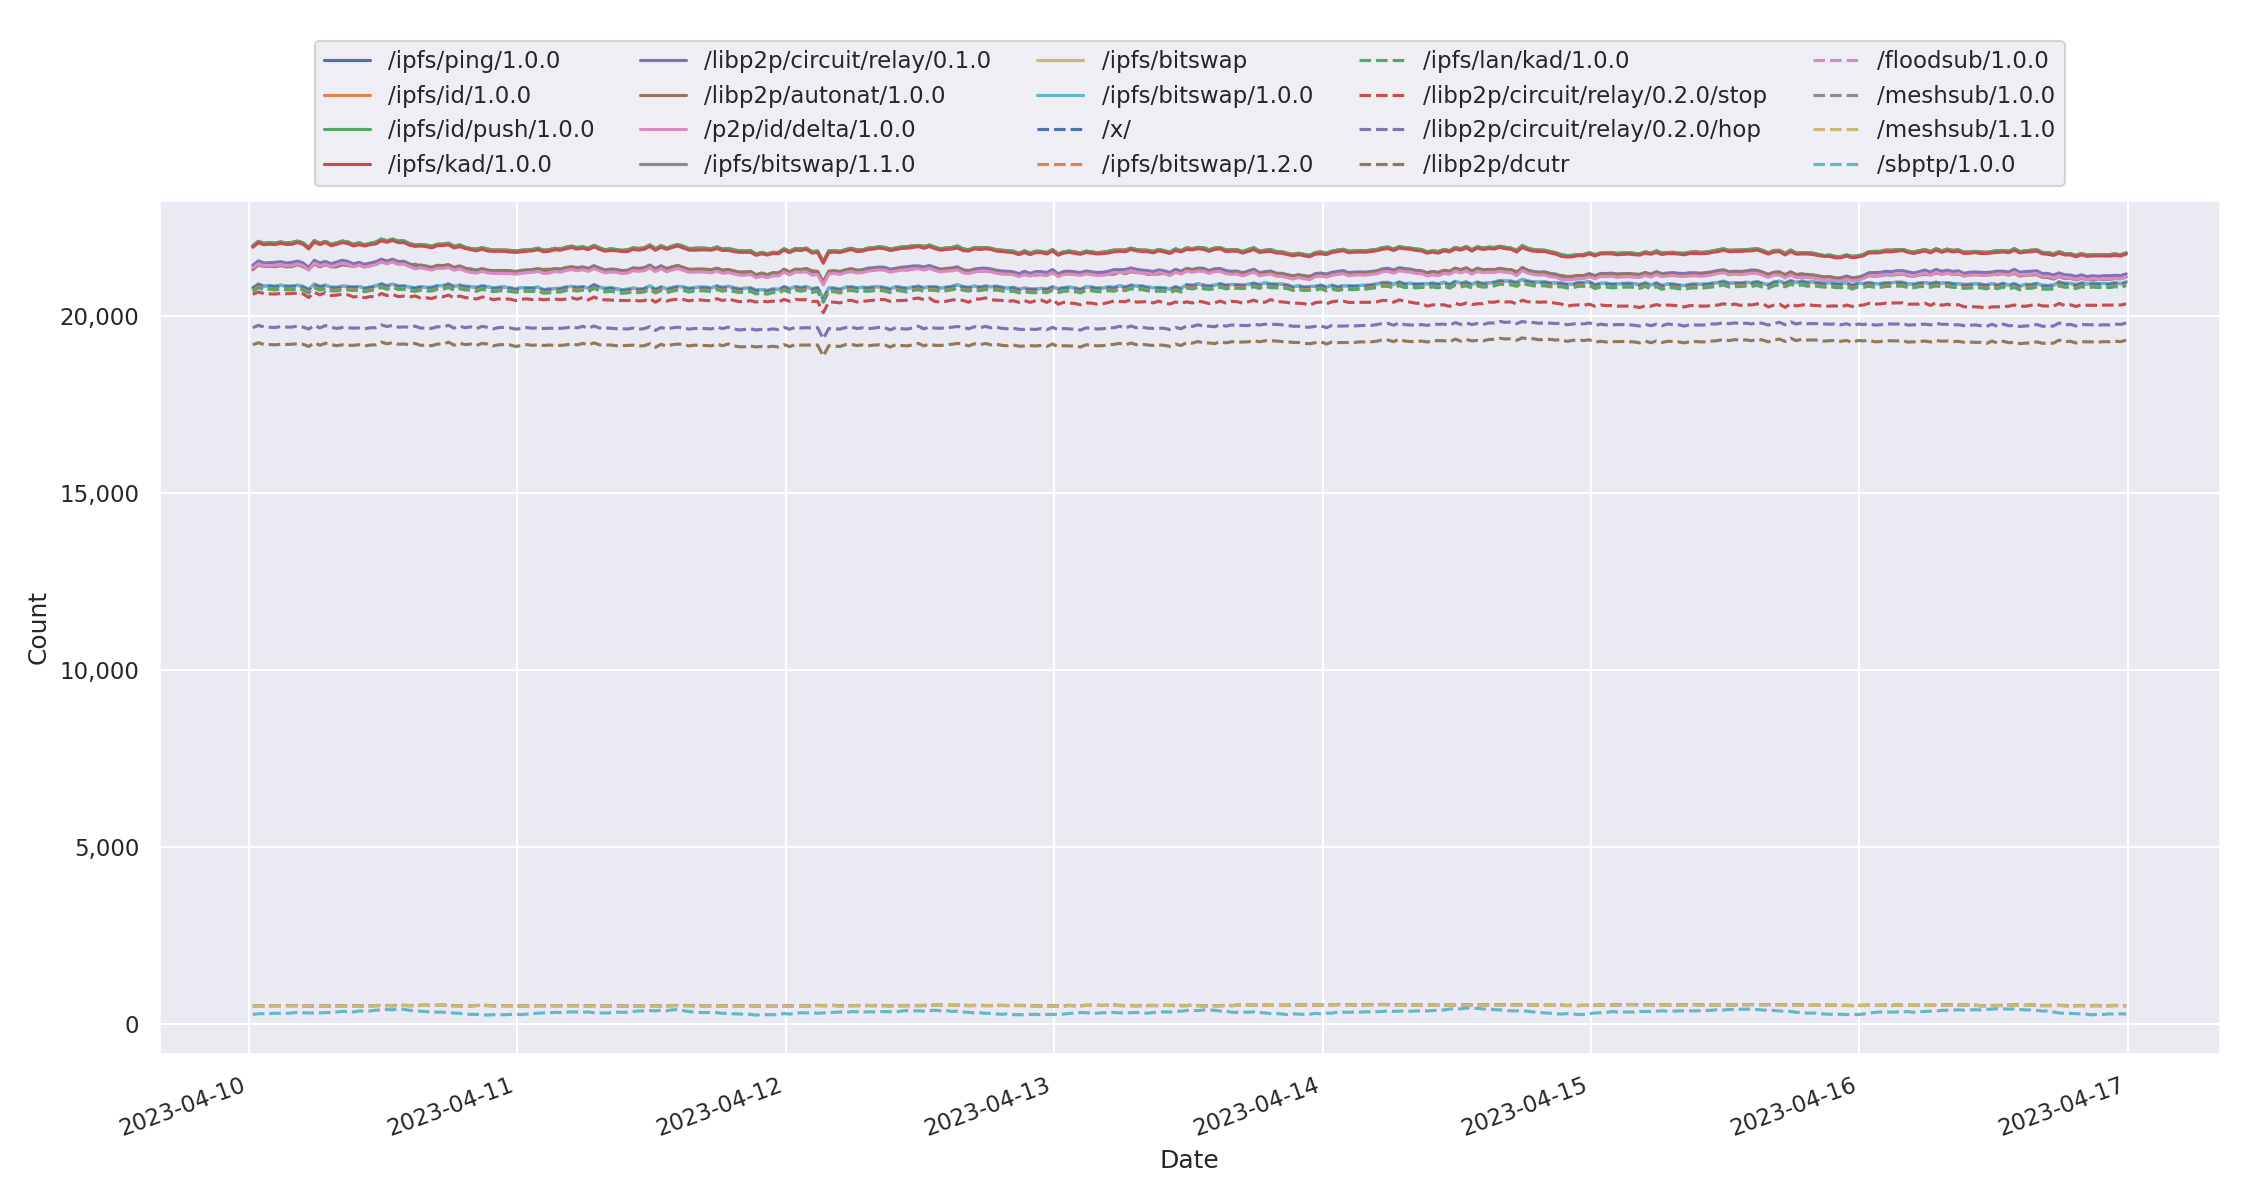 /ipfs/ping/1.0.0
/ipfs/id/1.0.0
/ipfs/id/push/1.0.0
/ipfs/kad/1.0.0
/libp2p/circuit/relay/0.1.0
/libp2p/autonat/1.0.0
/p2p/id/delta/1.0.0
/ipfs/bitswap/1.1.0
/ipfs/bitswap
/ipfs/bitswap/1.0.0
/x/
/ipfs/bitswap/1.2.0
/ipfs/lan/kad/1.0.0
/libp2p/circuit/relay/0.2.0/stop
/libp2p/circuit/relay/0.2.0/hop
/libp2p/dcutr
/floodsub/1.0.0
/meshsub/1.0.0
/meshsub/1.1.0
/sbptp/1.0.0
20,000
15,000
10,000
5,000
0
Count
2023-04-10
2023-04-11
2023-04-12
2023-04-13
2023-04-14
2023-04-15
2023-04-16
2023-04-17
Date